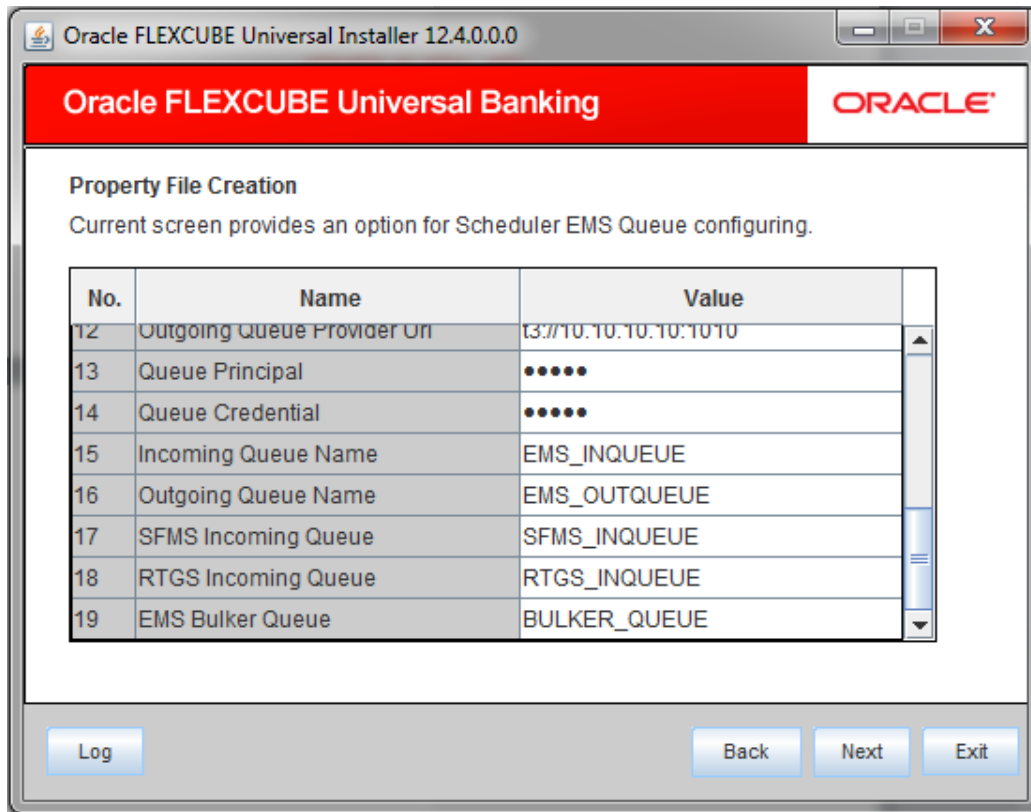 Oracle FLEXCUBE Universal Installer 12.4.0.0.0
Oracle FLEXCUBE Universal Banking
ORACLE
Property File Creation
Current screen provides an option for Scheduler EMS Queue configuring.
No. Name Value
12 Outgoing Queue Provider Url t3://10.10.10.10:1010
13 Queue Principal •••••
14 Queue Credential •••••
15 Incoming Queue Name EMS_INQUEUE
16 Outgoing Queue Name EMS_OUTQUEUE
17 SFMS Incoming Queue SFMS_INQUEUE
18 RTGS Incoming Queue RTGS_INQUEUE
19 EMS Bulker Queue BULKER_QUEUE
Log Back Next Exit